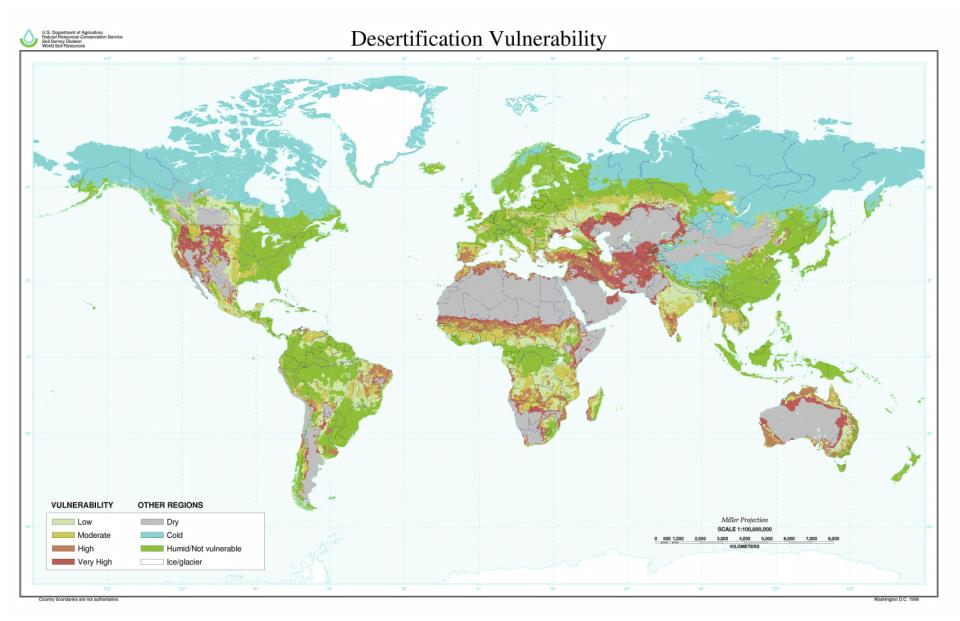 U.S. Department of Agriculture
Natural Resources Conservation Service
Soil Survey Division
World Soil Resources
Desertification Vulnerability
VULNERABILITY
Low
Moderate
High
Very High
OTHER REGIONS
Dry
Cold
Humid/Not vulnerable
Ice/glacier
Miller Projection
SCALE 1:100,000,000
0 500 1,000 2,000 3,000 4,000 5,000 6,000 7,000 8,000
KILOMETERS
Country boundaries are not authoritative.
Washington D.C. 1998